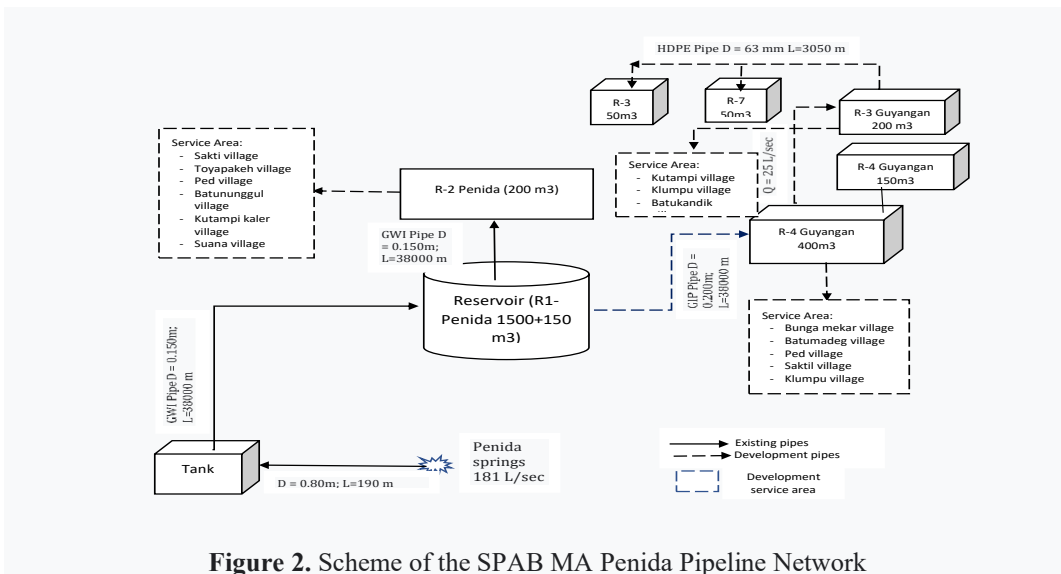 HDPE Pipe D = 63 mm L=3050 m
R-3
50m3
R-7
50m3
R-3 Guyangan
200 m3
R-4 Guyangan
150m3
Q = 25 L/sec
Service Area:
- Kutampi village
- Klumpu village
- Batukandik
...
R-4 Guyangan
400m3
Service Area:
- Sakti village
- Toyapakeh village
- Ped village
- Batununggul
village
- Kutampi kaler
village
- Suana village
R-2 Penida (200 m3)
GWI Pipe D
= 0.150m;
L=38000 m
Reservoir (R1-
Penida 1500+150
m3)
GIP Pipe D =
0.200m;
L=38000 m
Service Area:
- Bunga mekar village
- Batumadeg village
- Ped village
- Saktil village
- Klumpu village
GWI Pipe D = 0.150m;
L=38000 m
Tank
Penida
springs
181 L/sec
D = 0.80m; L=190 m
Existing pipes
Development pipes
Development
service area
Figure 2. Scheme of the SPAB MA Penida Pipeline Network